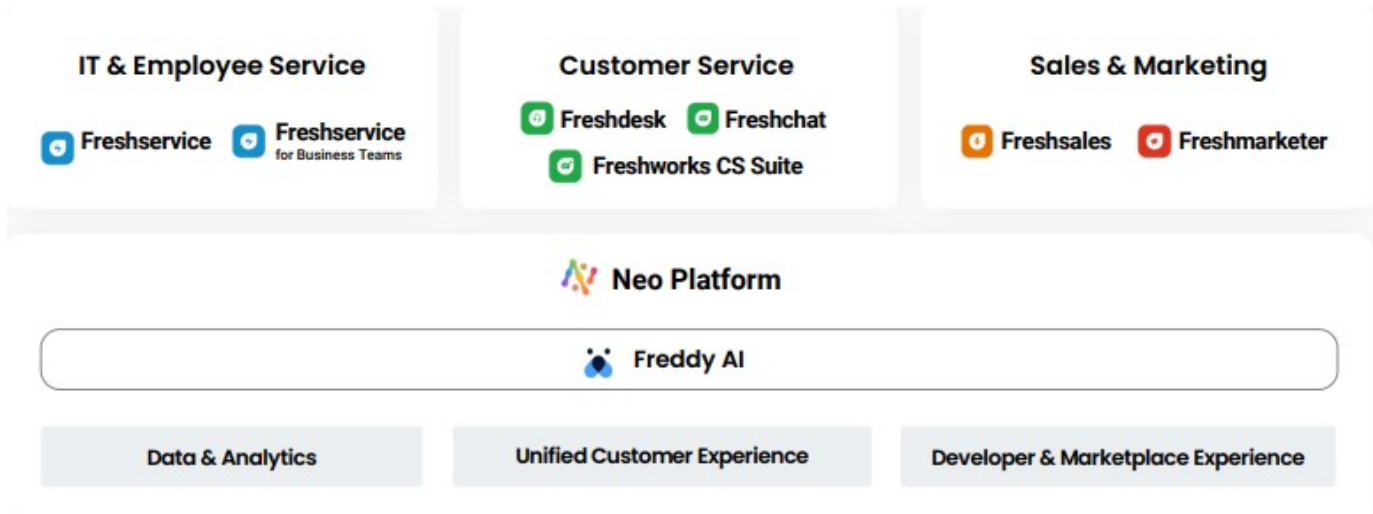 IT & Employee Service
Freshservice
Freshservice
for Business Teams
Customer Service
Freshdesk
Freshchat
Freshworks CS Suite
Sales & Marketing
Freshsales
Freshmarketer
Neo Platform
Freddy AI
Data & Analytics
Unified Customer Experience
Developer & Marketplace Experience